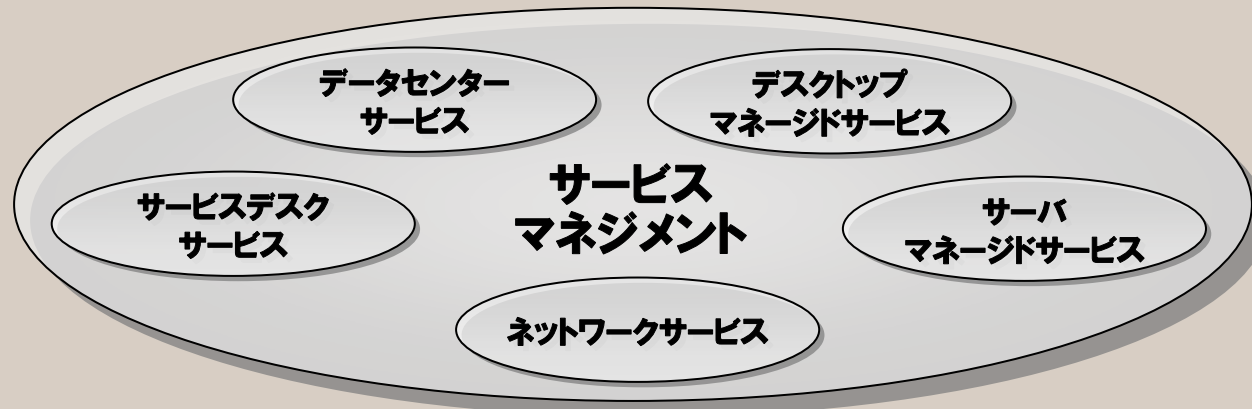 データセンター
サービス
デスクトップ
マネージドサービス
サービス
マネジメント
サービスデスク
サービス
サーバ
マネージドサービス
ネットワークサービス